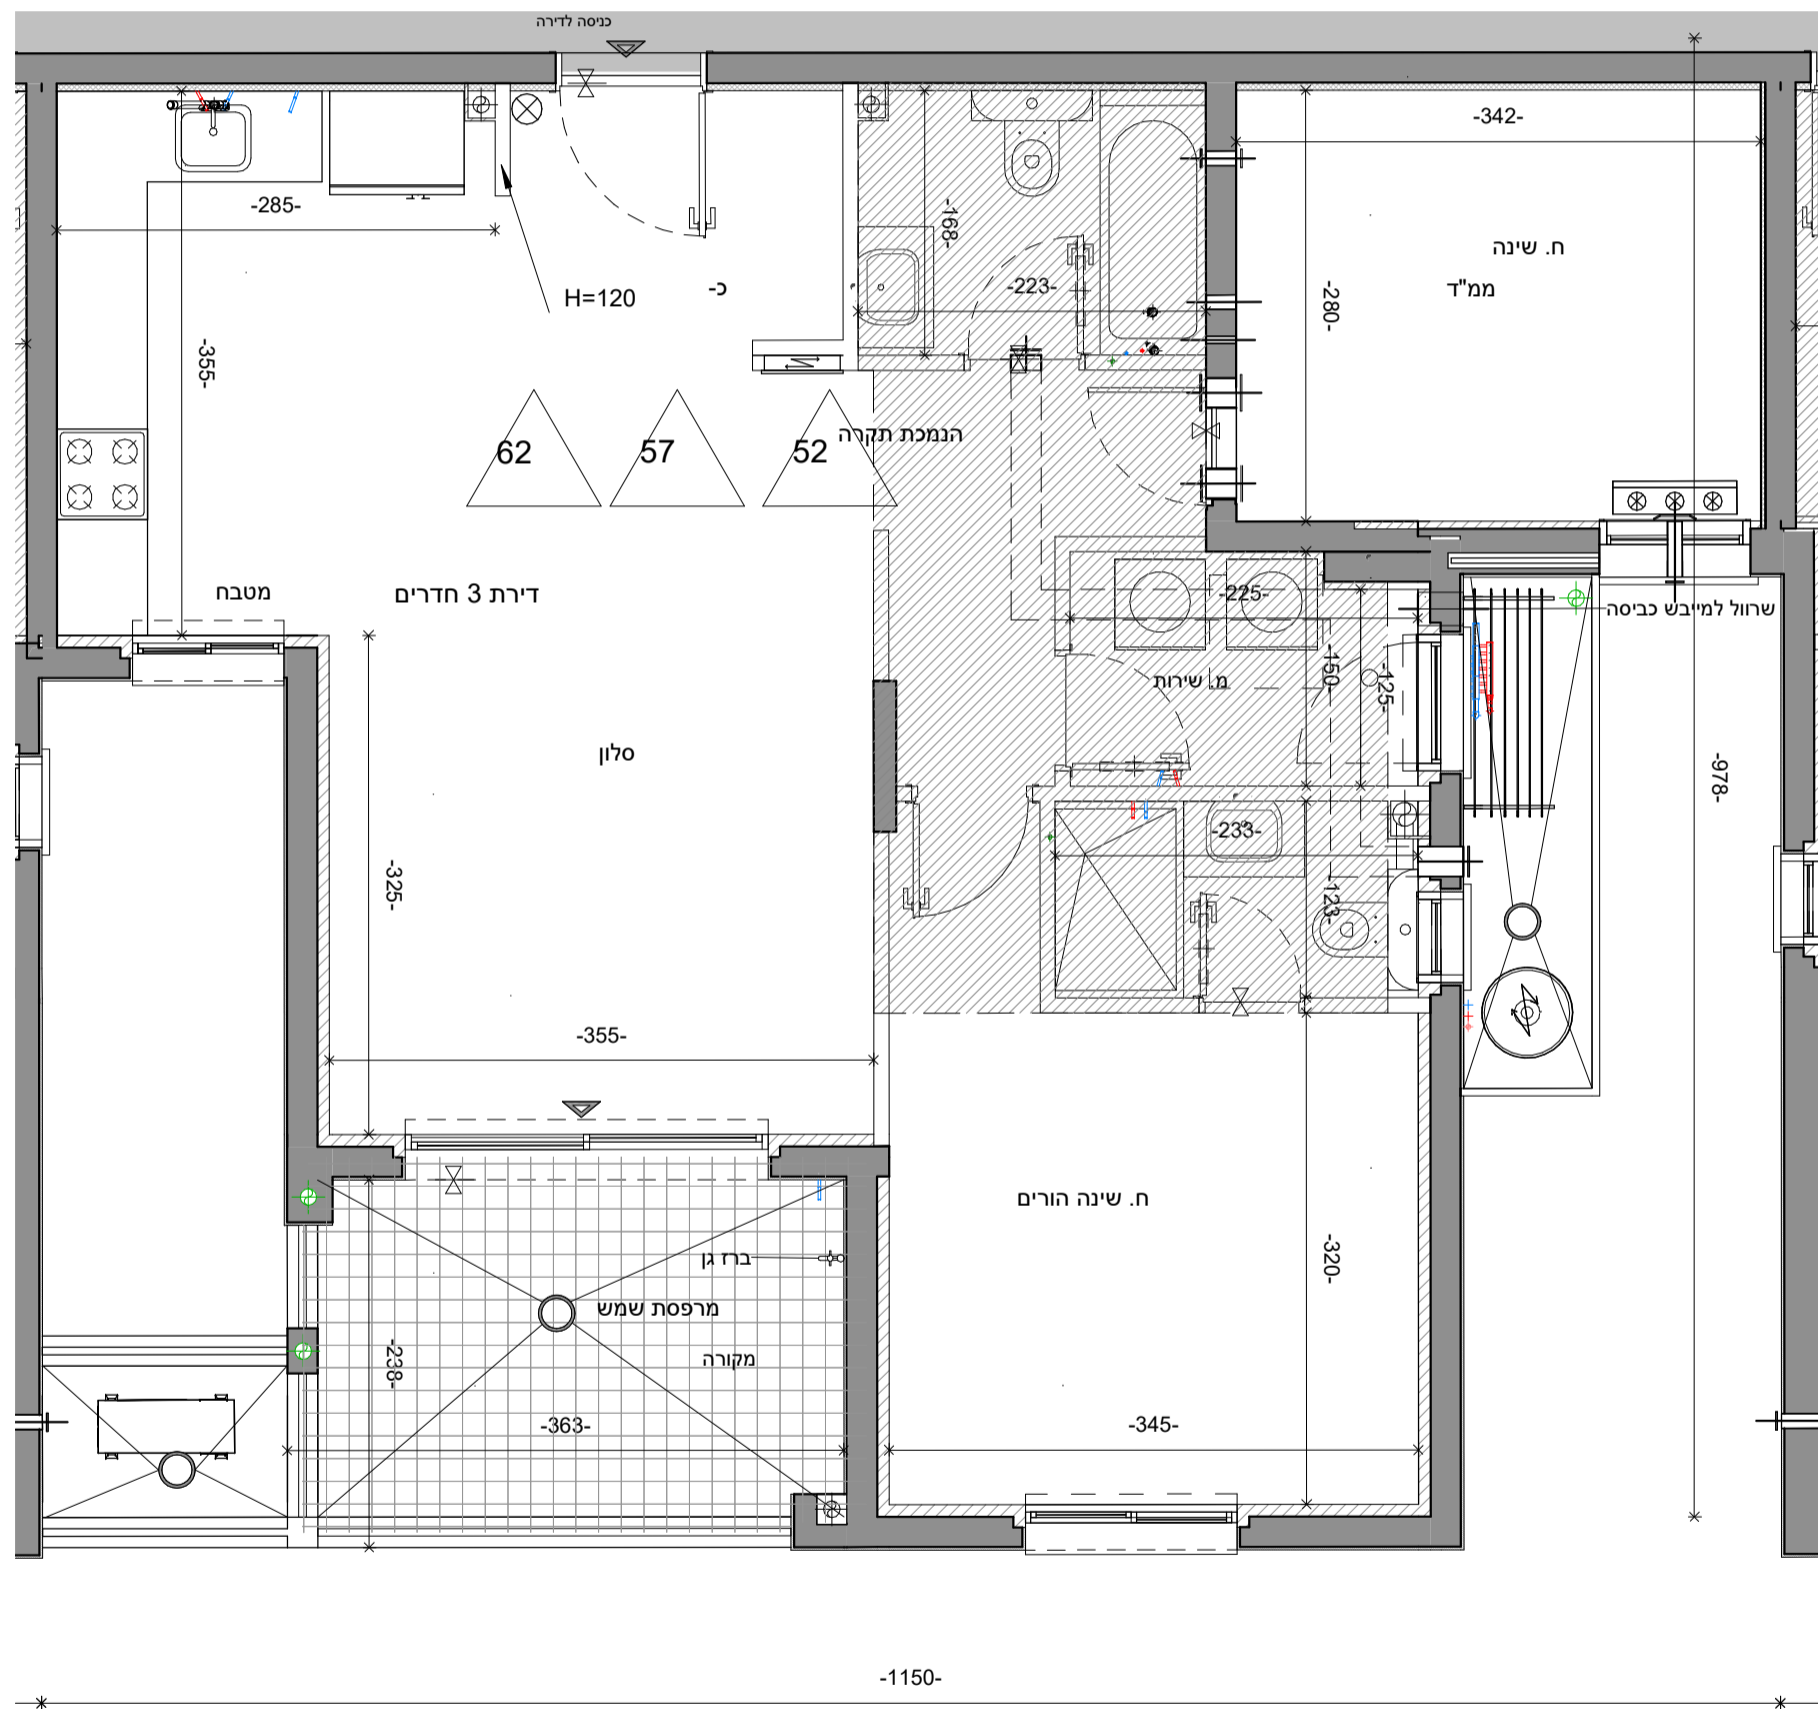 כניסה לדירה
-342-
-285-
-168-
ח. שינה
ממ"ד
-223-
-280-
H=120
כ-
-355-
62
57
52
הנמכת תקרה
מטבח
דירת 3 חדרים
-225-
שרוול למייבש כביסה
-150-
-125-
מ. שירות
סלון
-978-
-233-
-325-
-123-
-355-
ח. שינה הורים
ברז גן
-320-
מרפסת שמש
מקורה
-238-
-363-
-345-
-1150-